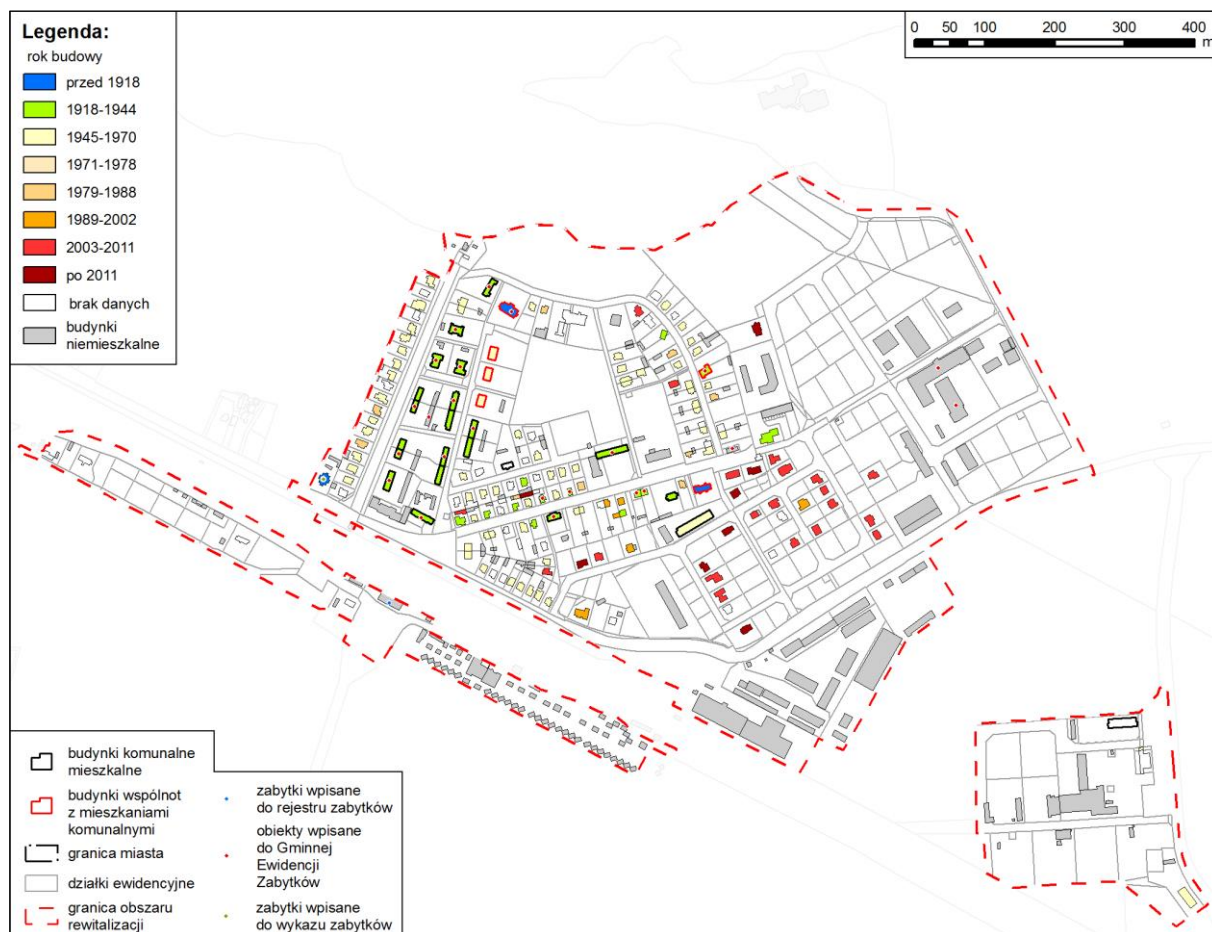 Legenda:
rok budowy
przed 1918
1918-1944
1945-1970
1971-1978
1979-1988
1989-2002
2003-2011
po 2011
brak danych
budynki
niemieszkalne
0 50 100 200 300 400
m
budynki komunalne
mieszkalne
budynki wspólnot
z mieszkaniami
komunalnymi
granica miasta
działki ewidencyjne
granica obszaru
rewitalizacji
zabytki wpisane
do rejestru zabytków
obiekty wpisane
do Gminnej
Ewidencji
Zabytków
zabytki wpisane
do wykazu zabytków